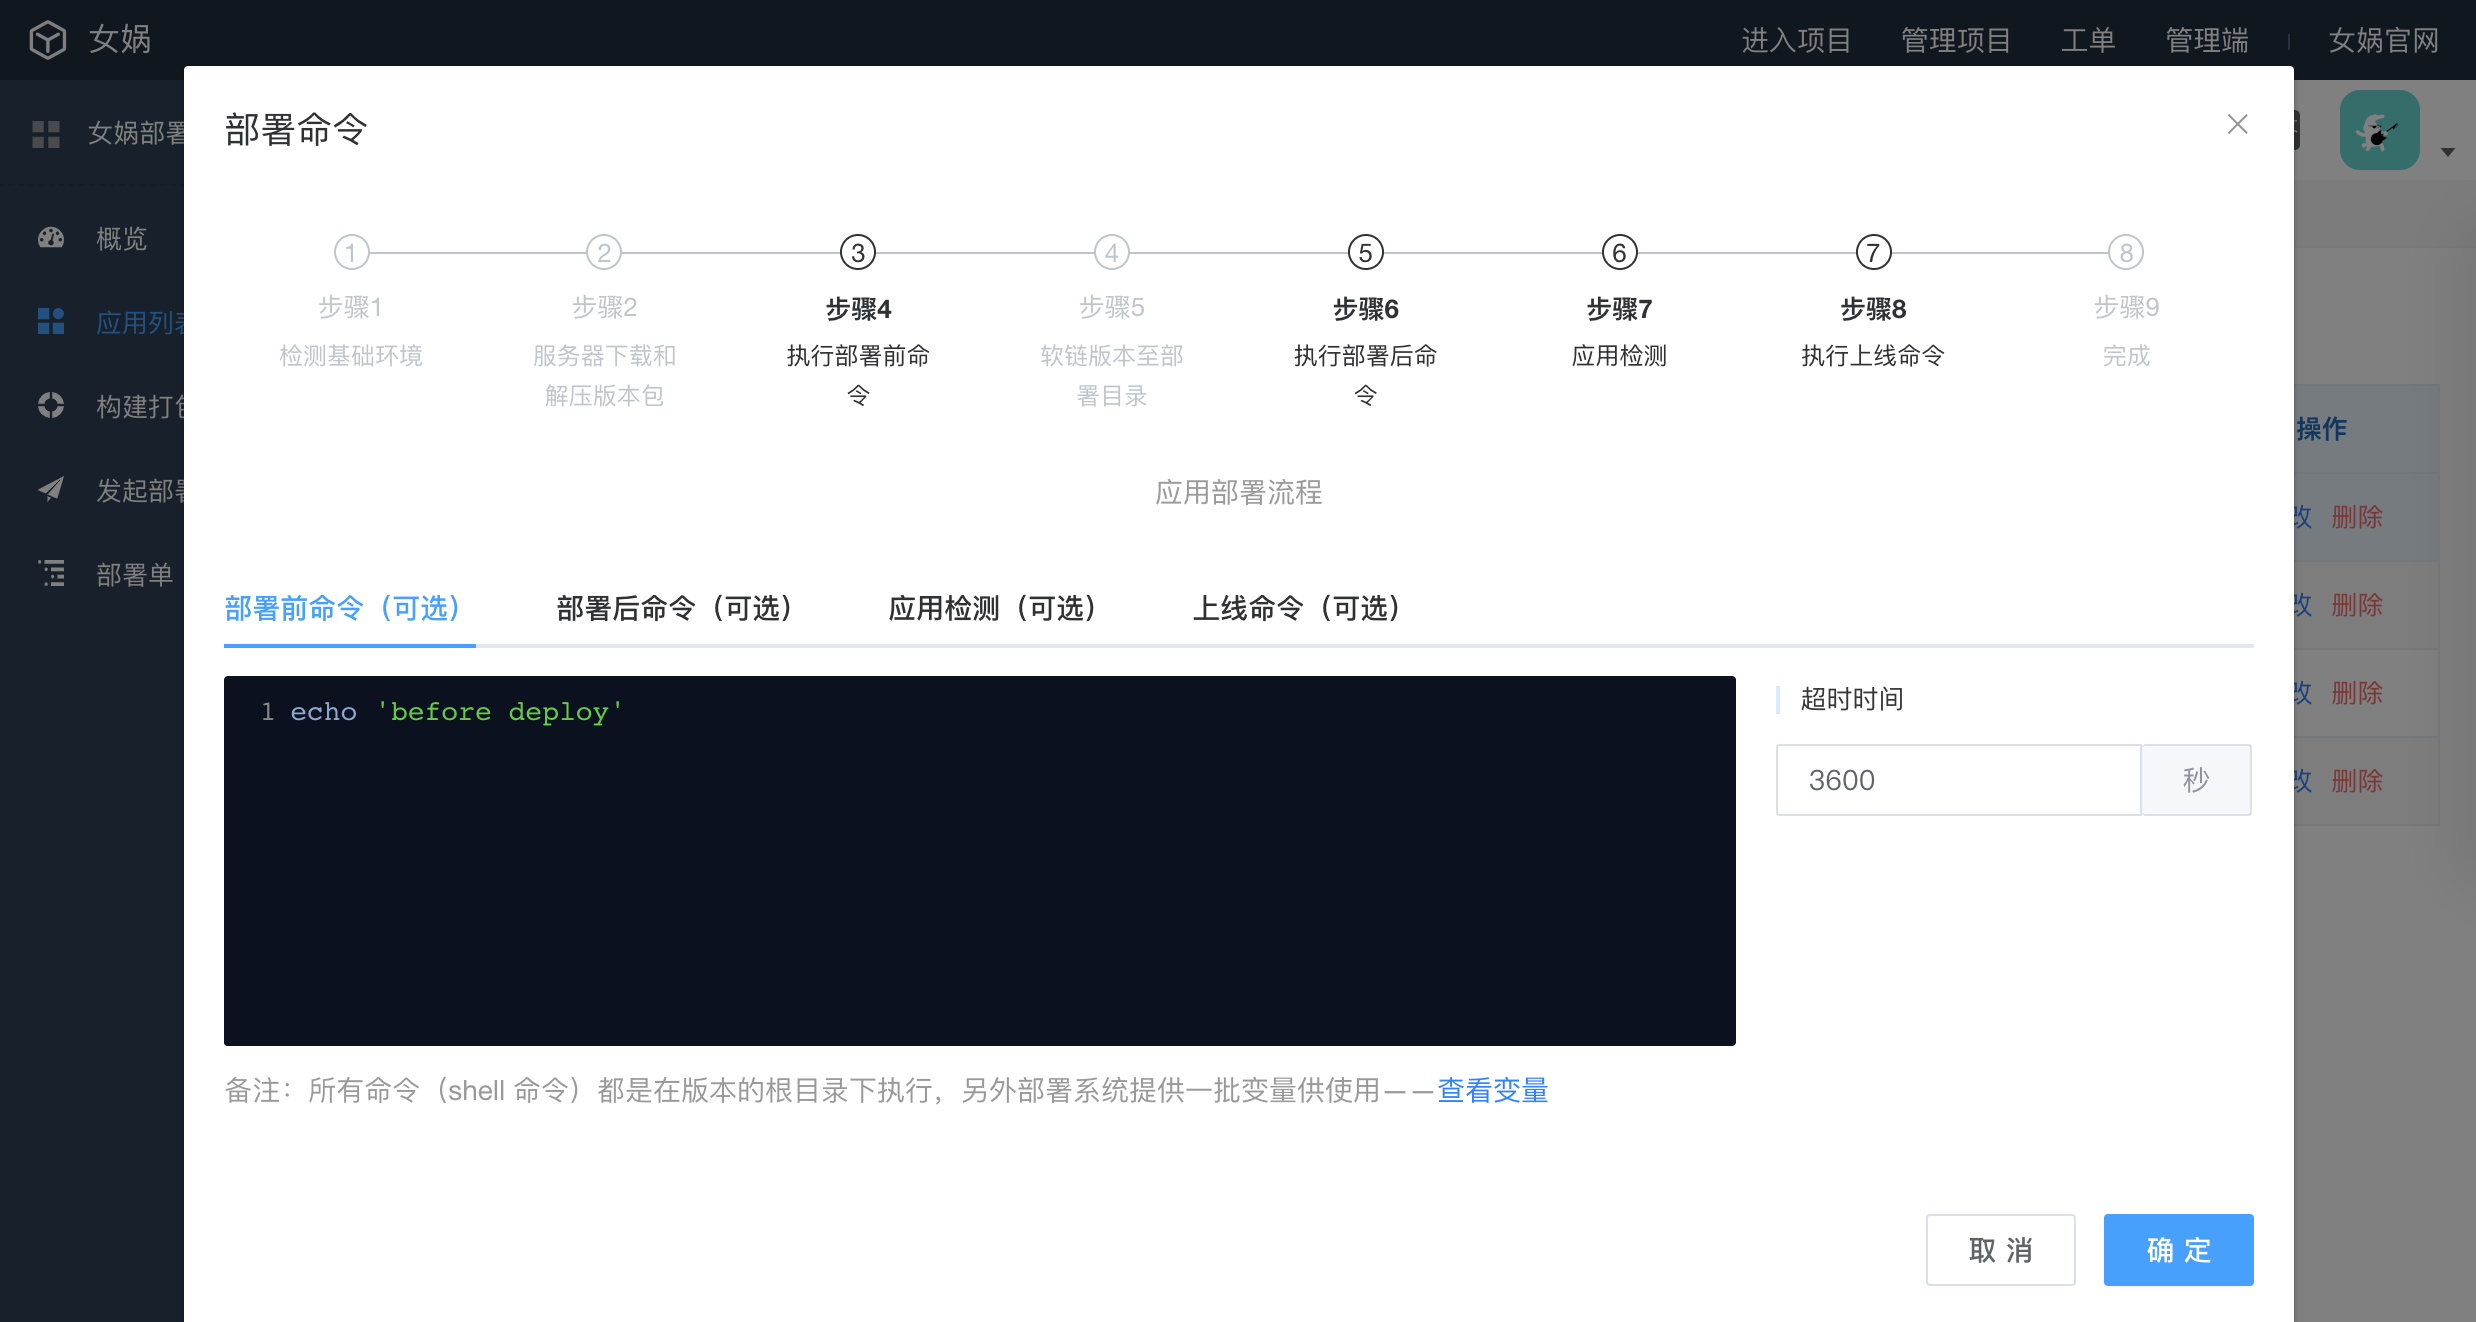 女娲
进入项目 管理项目 工单 管理端 女娲官网
女娲部署
概览
应用列表
构建打包
发起部署
部署单
部署命令
1 2 3 4 5 6 7 8
步骤1 步骤2 步骤4 步骤5 步骤6 步骤7 步骤8 步骤9
检测基础环境 服务器下载和 执行部署前命 软链版本至部 执行部署后命 应用检测 执行上线命令 完成
解压版本包 令 署目录 令
应用部署流程
部署前命令（可选） 部署后命令（可选） 应用检测（可选） 上线命令（可选）
1 echo 'before deploy'
超时时间
3600 秒
备注：所有命令（shell 命令）都是在版本的根目录下执行，另外部署系统提供一批变量供使用——查看变量
取 消 确 定
操作
改 删除
改 删除
改 删除
改 删除